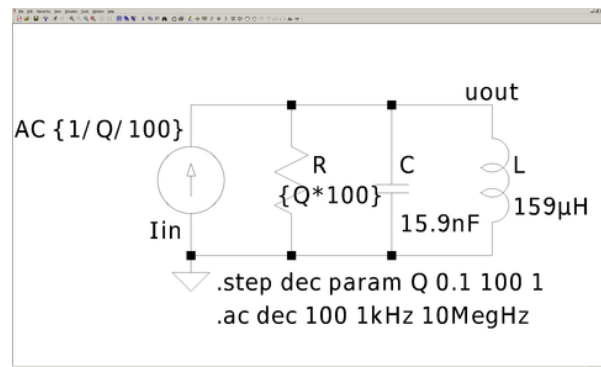 uout
AC {1/Q/100}
R
C
L
{Q*100}
159µH
Iin
15.9nF
.step dec param Q 0.1 100 1
.ac dec 100 1kHz 10MegHz